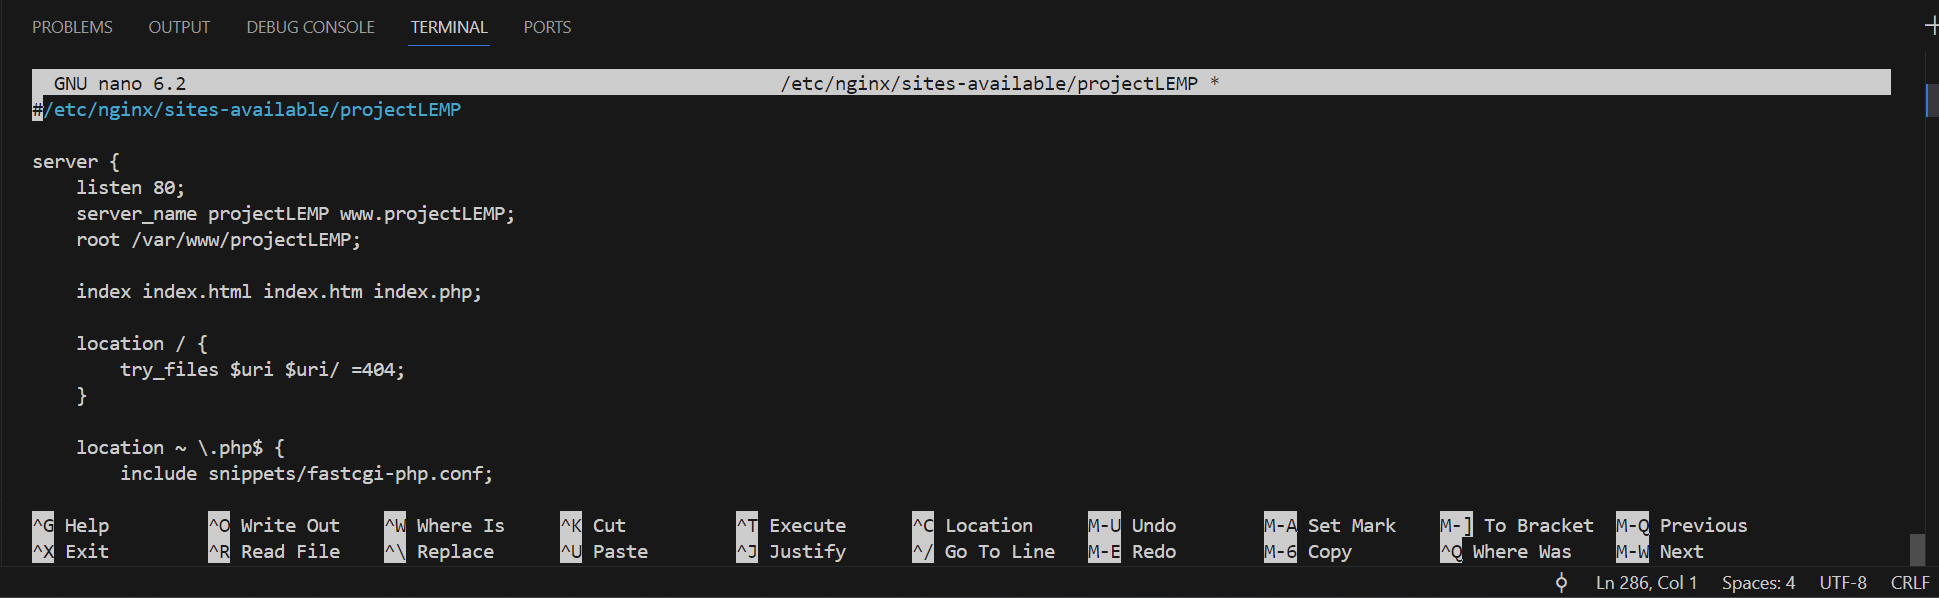 PROBLEMS OUTPUT DEBUG CONSOLE TERMINAL PORTS
GNU nano 6.2 /etc/nginx/sites-available/projectLEMP *
#/etc/nginx/sites-available/projectLEMP
server {
    listen 80;
    server_name projectLEMP www.projectLEMP;
    root /var/www/projectLEMP;
    index index.html index.htm index.php;
    location / {
        try_files $uri $uri/ =404;
    }
    location ~ \.php$ {
        include snippets/fastcgi-php.conf;
^G Help ^O Write Out ^W Where Is ^K Cut ^T Execute ^C Location M-U Undo M-A Set Mark M-] To Bracket M-Q Previous
^X Exit ^R Read File ^\ Replace ^U Paste ^J Justify ^/ Go To Line M-E Redo M-6 Copy ^Q Where Was M-W Next
Ln 286, Col 1 Spaces: 4 UTF-8 CRLF